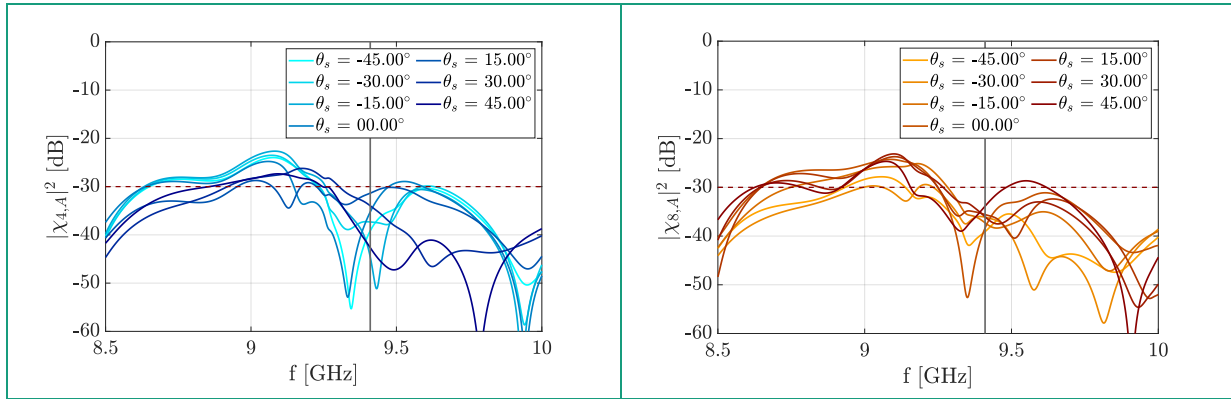 |χ4,A|² [dB]
0
-10
-20
-30
-40
-50
-60
θs = -45.00° θs = 15.00°
θs = -30.00° θs = 30.00°
θs = -15.00° θs = 45.00°
θs = 00.00°
8.5 9 9.5 10
f [GHz]
|χ8,A|² [dB]
0
-10
-20
-30
-40
-50
-60
θs = -45.00° θs = 15.00°
θs = -30.00° θs = 30.00°
θs = -15.00° θs = 45.00°
θs = 00.00°
8.5 9 9.5 10
f [GHz]